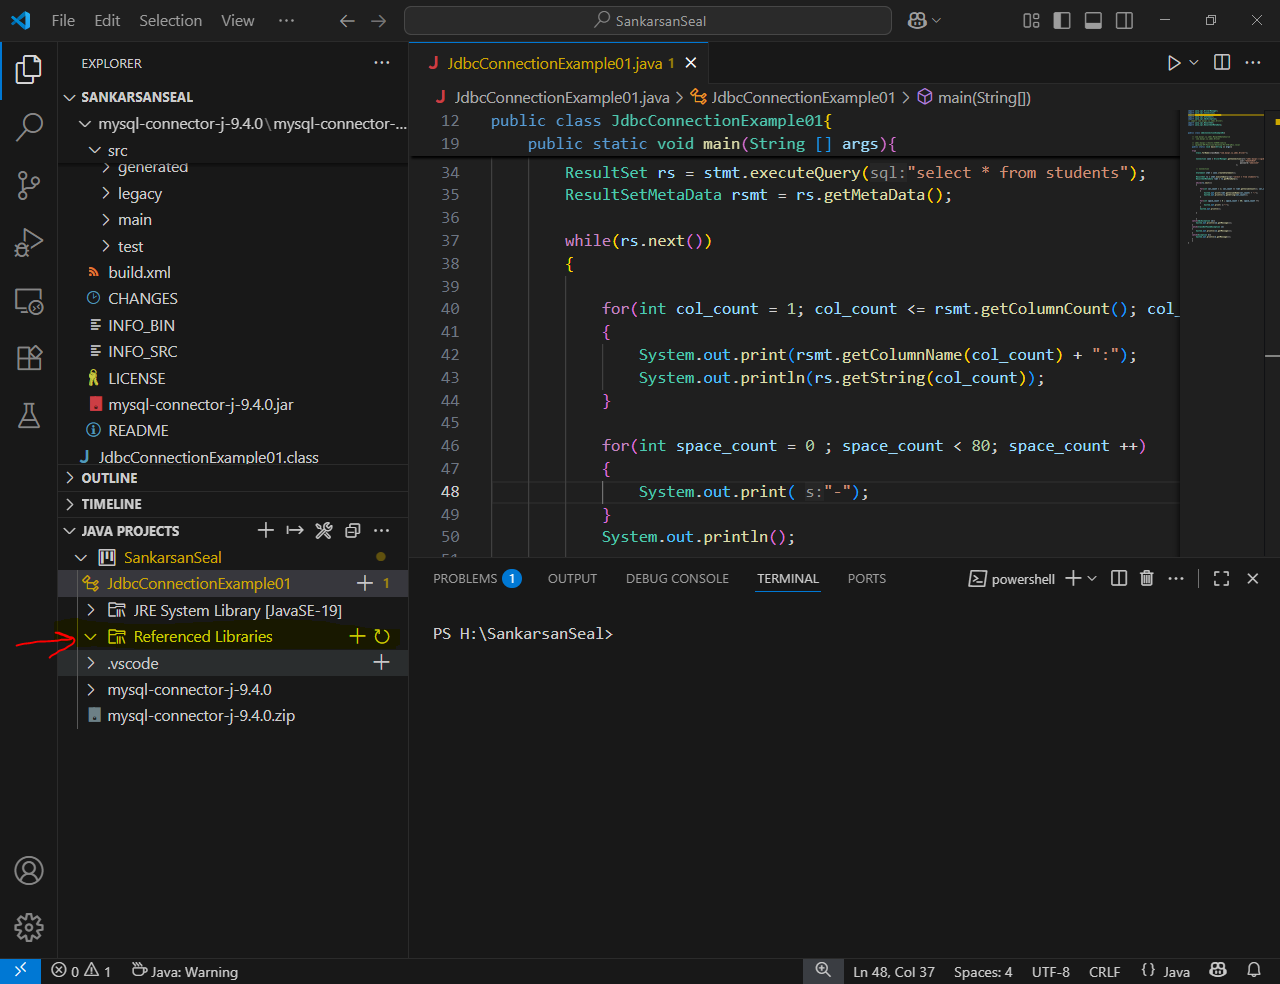 File Edit Selection View ··· SankarsanSeal
EXPLORER ···
SANKARSANSEAL
mysql-connector-j-9.4.0\mysql-connector-...
src
generated
legacy
main
test
build.xml
CHANGES
INFO_BIN
INFO_SRC
LICENSE
mysql-connector-j-9.4.0.jar
README
JdbcConnectionExample01.class
OUTLINE
TIMELINE
JAVA PROJECTS
SankarsanSeal
JdbcConnectionExample01 1
JRE System Library [JavaSE-19]
Referenced Libraries
.vscode
mysql-connector-j-9.4.0
mysql-connector-j-9.4.0.zip
J JdbcConnectionExample01.java 1
J JdbcConnectionExample01.java > JdbcConnectionExample01 > main(String[])
12 public class JdbcConnectionExample01{
19 public static void main(String [] args){
34 ResultSet rs = stmt.executeQuery(sql:"select * from students");
35 ResultSetMetaData rsmt = rs.getMetaData();
36
37 while(rs.next())
38 {
39
40 for(int col_count = 1; col_count <= rsmt.getColumnCount(); col_
41 {
42 System.out.print(rsmt.getColumnName(col_count) + ":");
43 System.out.println(rs.getString(col_count));
44 }
45
46 for(int space_count = 0 ; space_count < 80; space_count ++)
47 {
48 System.out.print( s:"-");
49 }
50 System.out.println();
51
PROBLEMS 1 OUTPUT DEBUG CONSOLE TERMINAL PORTS powershell
PS H:\SankarsanSeal>
0 1 Java: Warning Ln 48, Col 37 Spaces: 4 UTF-8 CRLF {} Java